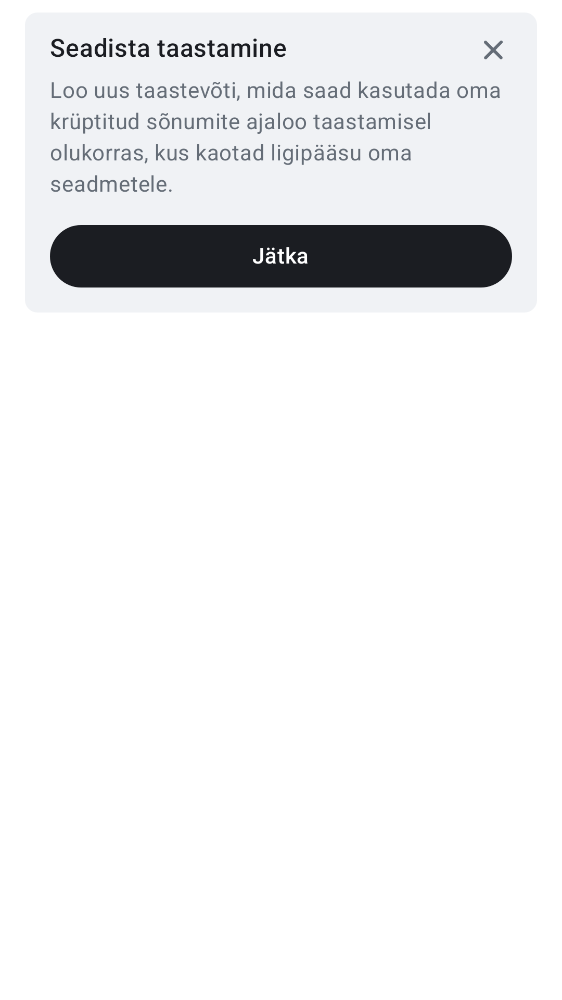 Seadista taastamine
Loo uus taastevõti, mida saad kasutada oma
krüptitud sõnumite ajaloo taastamisel
olukorras, kus kaotad ligipääsu oma
seadmetele.
Jätka